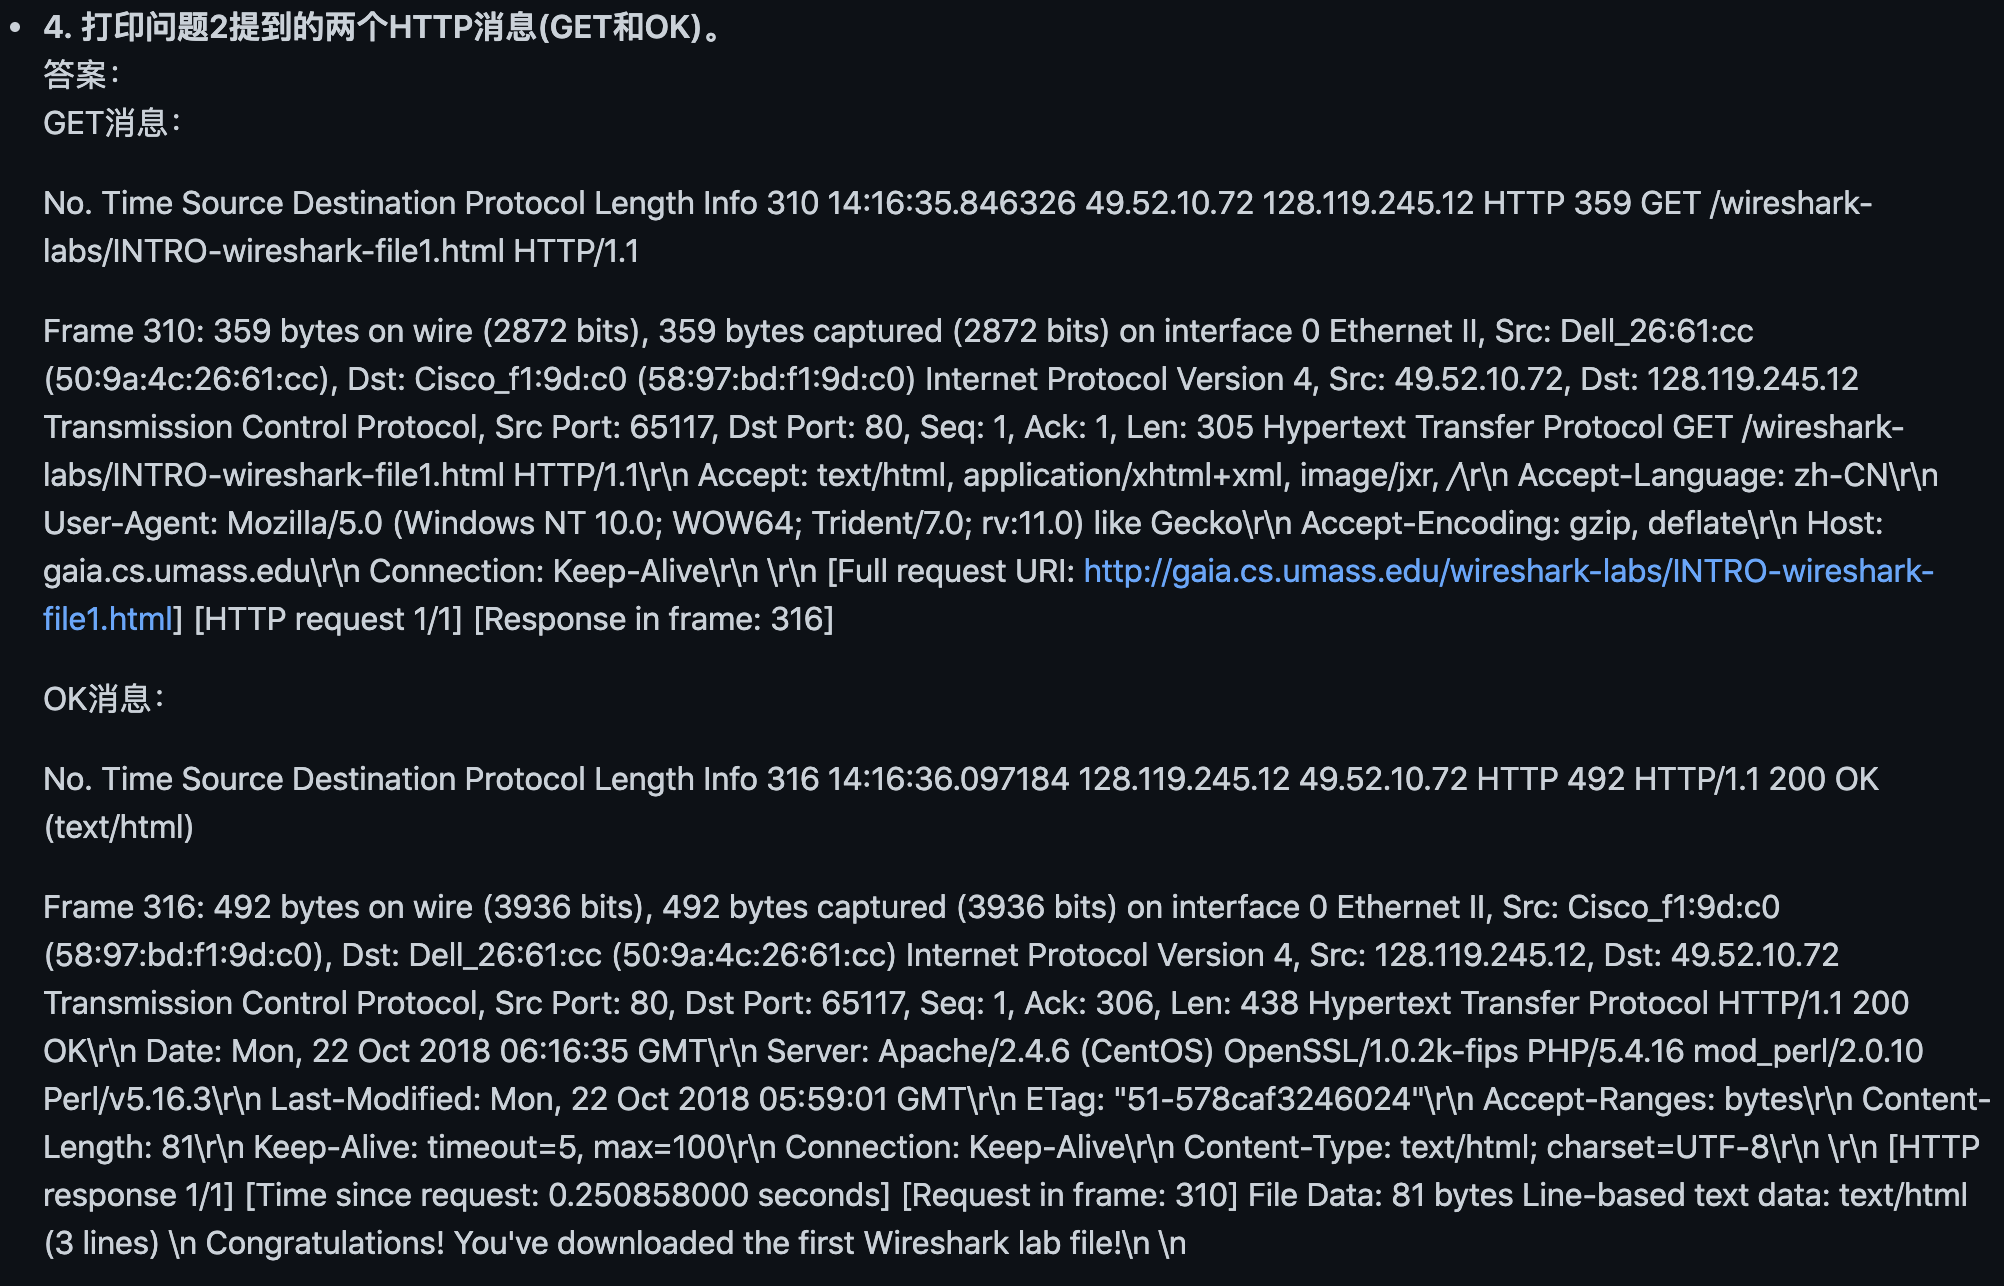 • 4. 打印问题2提到的两个HTTP消息(GET和OK)。
答案：
GET消息：
No. Time Source Destination Protocol Length Info 310 14:16:35.846326 49.52.10.72 128.119.245.12 HTTP 359 GET /wireshark-
labs/INTRO-wireshark-file1.html HTTP/1.1
Frame 310: 359 bytes on wire (2872 bits), 359 bytes captured (2872 bits) on interface 0 Ethernet II, Src: Dell_26:61:cc
(50:9a:4c:26:61:cc), Dst: Cisco_f1:9d:c0 (58:97:bd:f1:9d:c0) Internet Protocol Version 4, Src: 49.52.10.72, Dst: 128.119.245.12
Transmission Control Protocol, Src Port: 65117, Dst Port: 80, Seq: 1, Ack: 1, Len: 305 Hypertext Transfer Protocol GET /wireshark-
labs/INTRO-wireshark-file1.html HTTP/1.1\r\n Accept: text/html, application/xhtml+xml, image/jxr, /\r\n Accept-Language: zh-CN\r\n
User-Agent: Mozilla/5.0 (Windows NT 10.0; WOW64; Trident/7.0; rv:11.0) like Gecko\r\n Accept-Encoding: gzip, deflate\r\n Host:
gaia.cs.umass.edu\r\n Connection: Keep-Alive\r\n \r\n [Full request URI: http://gaia.cs.umass.edu/wireshark-labs/INTRO-wireshark-
file1.html] [HTTP request 1/1] [Response in frame: 316]
OK消息：
No. Time Source Destination Protocol Length Info 316 14:16:36.097184 128.119.245.12 49.52.10.72 HTTP 492 HTTP/1.1 200 OK
(text/html)
Frame 316: 492 bytes on wire (3936 bits), 492 bytes captured (3936 bits) on interface 0 Ethernet II, Src: Cisco_f1:9d:c0
(58:97:bd:f1:9d:c0), Dst: Dell_26:61:cc (50:9a:4c:26:61:cc) Internet Protocol Version 4, Src: 128.119.245.12, Dst: 49.52.10.72
Transmission Control Protocol, Src Port: 80, Dst Port: 65117, Seq: 1, Ack: 306, Len: 438 Hypertext Transfer Protocol HTTP/1.1 200
OK\r\n Date: Mon, 22 Oct 2018 06:16:35 GMT\r\n Server: Apache/2.4.6 (CentOS) OpenSSL/1.0.2k-fips PHP/5.4.16 mod_perl/2.0.10
Perl/v5.16.3\r\n Last-Modified: Mon, 22 Oct 2018 05:59:01 GMT\r\n ETag: "51-578caf3246024"\r\n Accept-Ranges: bytes\r\n Content-
Length: 81\r\n Keep-Alive: timeout=5, max=100\r\n Connection: Keep-Alive\r\n Content-Type: text/html; charset=UTF-8\r\n \r\n [HTTP
response 1/1] [Time since request: 0.250858000 seconds] [Request in frame: 310] File Data: 81 bytes Line-based text data: text/html
(3 lines) \n Congratulations! You've downloaded the first Wireshark lab file!\n \n